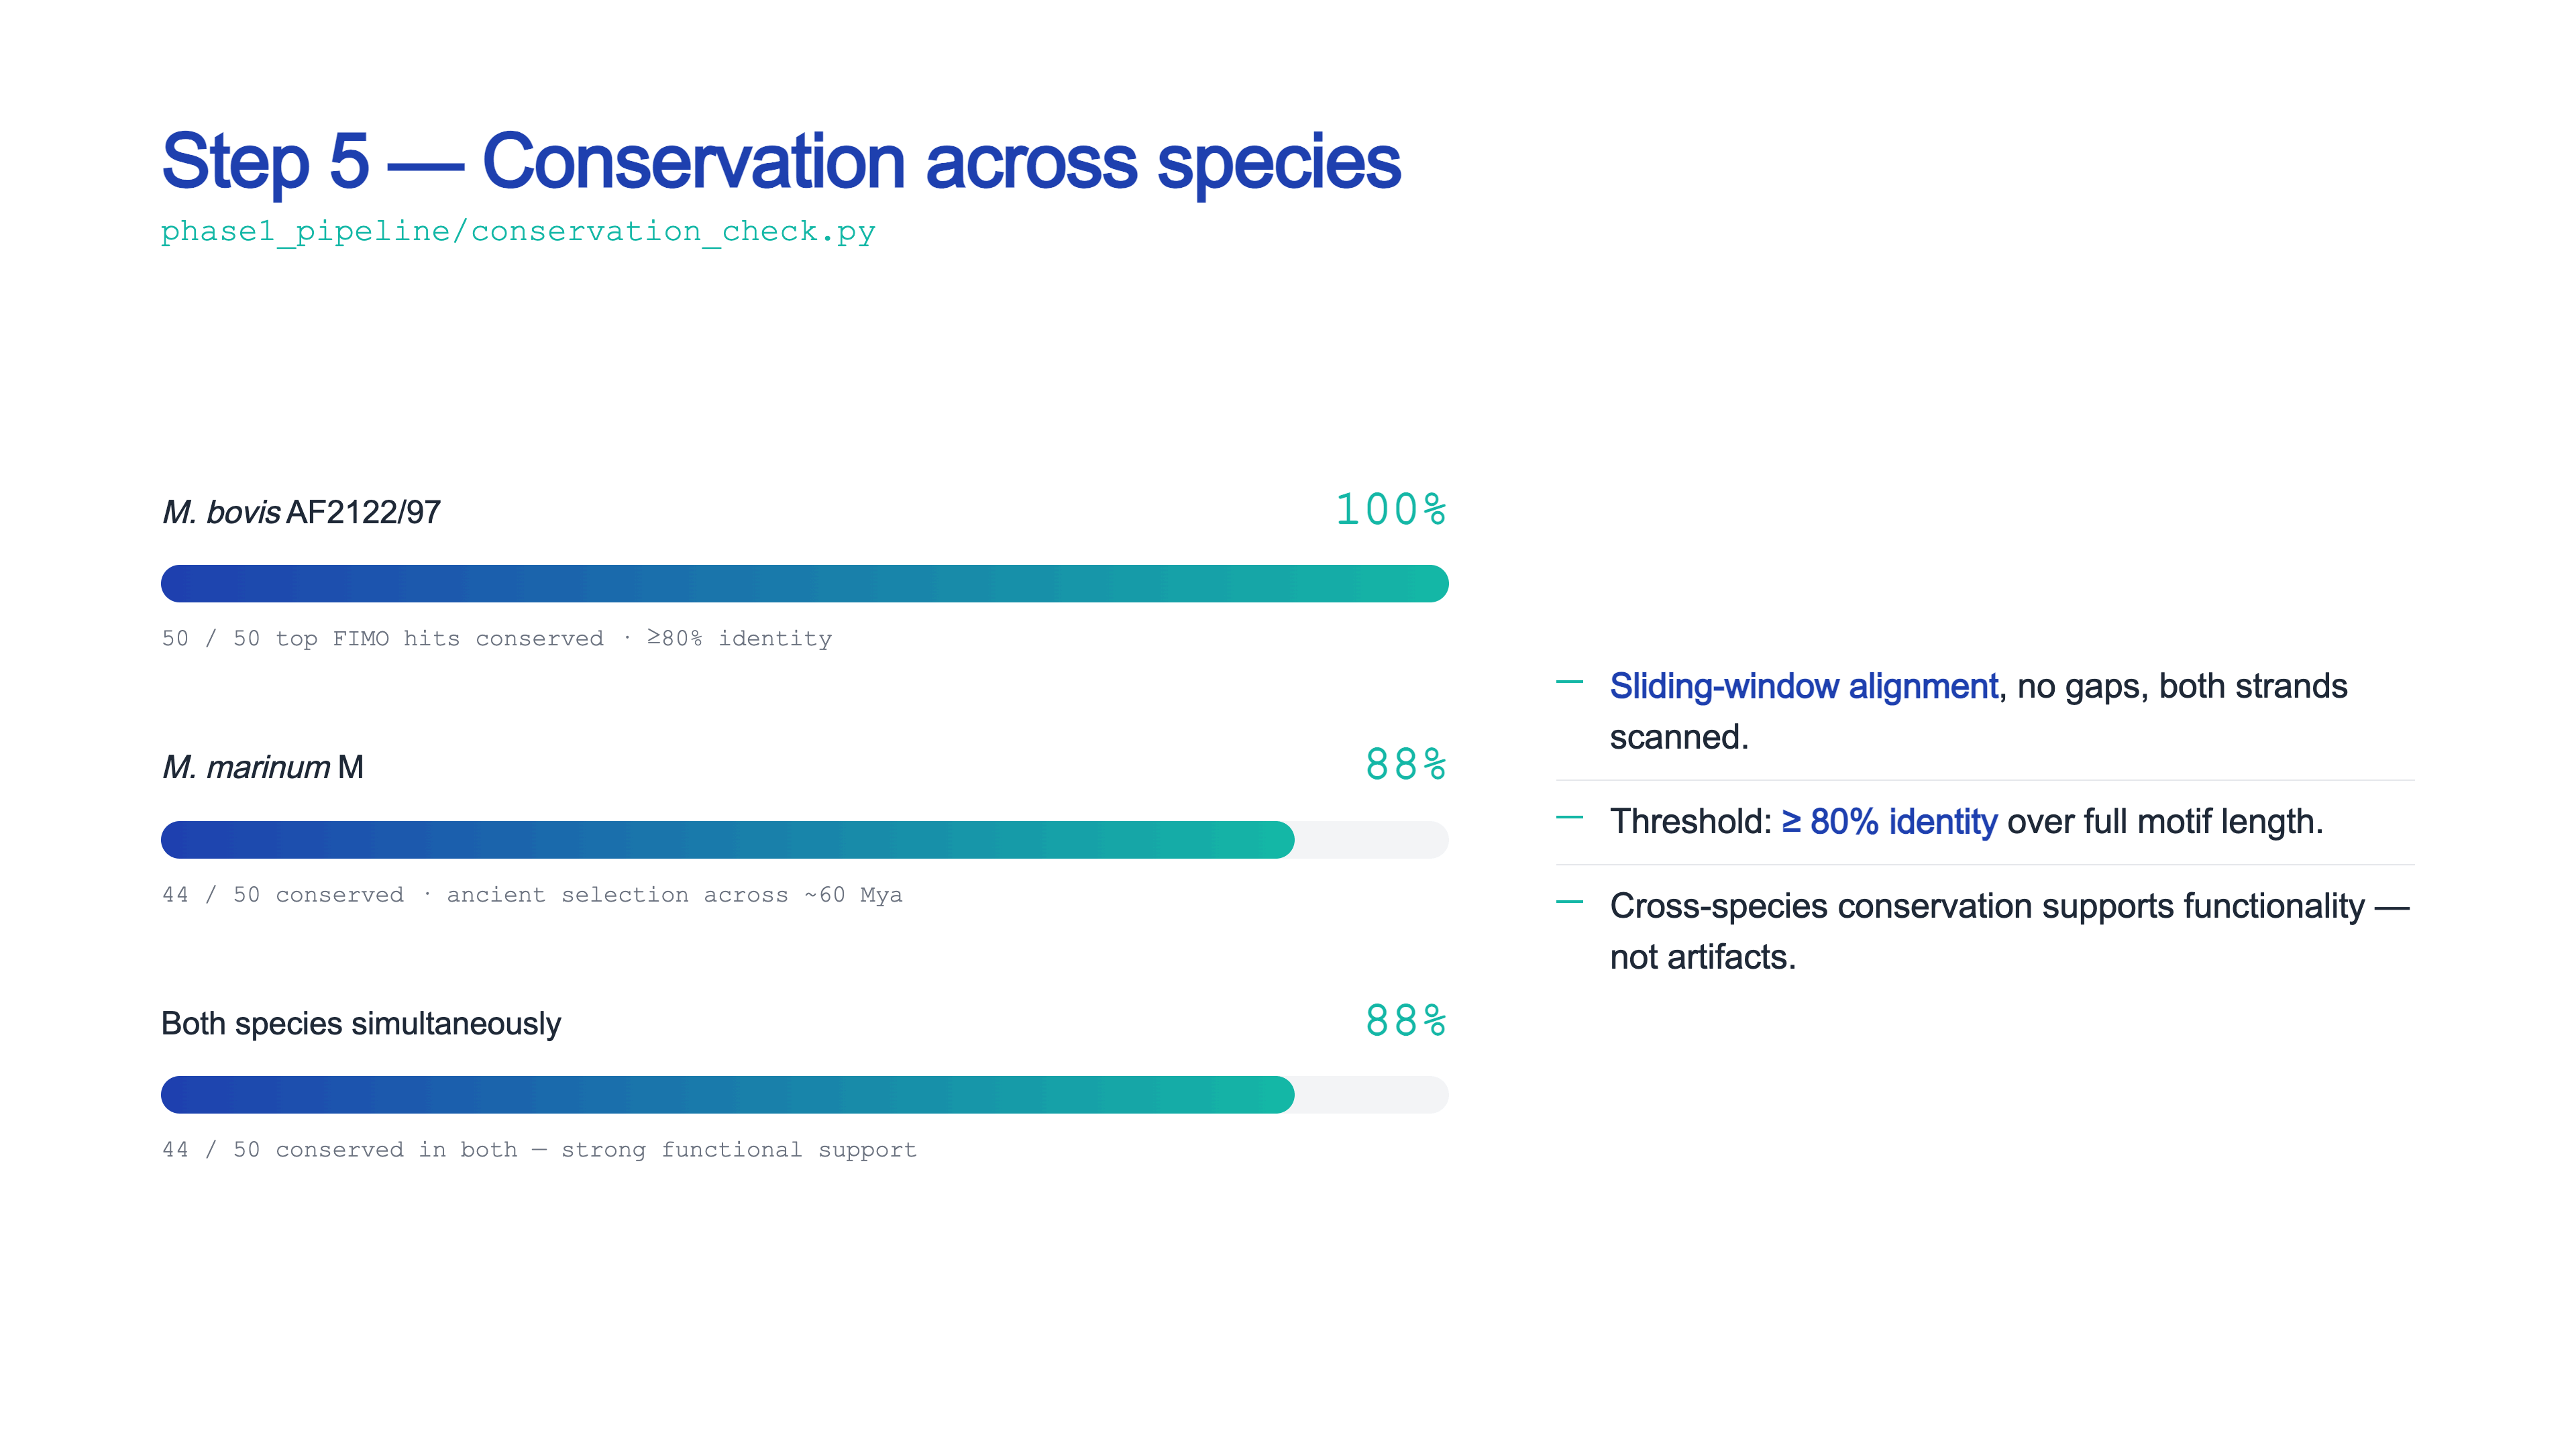 Step 5 — Conservation across species
phase1_pipeline/conservation_check.py
M. bovis AF2122/97
100%
50 / 50 top FIMO hits conserved · ≥80% identity
M. marinum M
88%
44 / 50 conserved · ancient selection across ~60 Mya
Both species simultaneously
88%
44 / 50 conserved in both — strong functional support
— Sliding-window alignment, no gaps, both strands
scanned.
— Threshold: ≥ 80% identity over full motif length.
— Cross-species conservation supports functionality —
not artifacts.